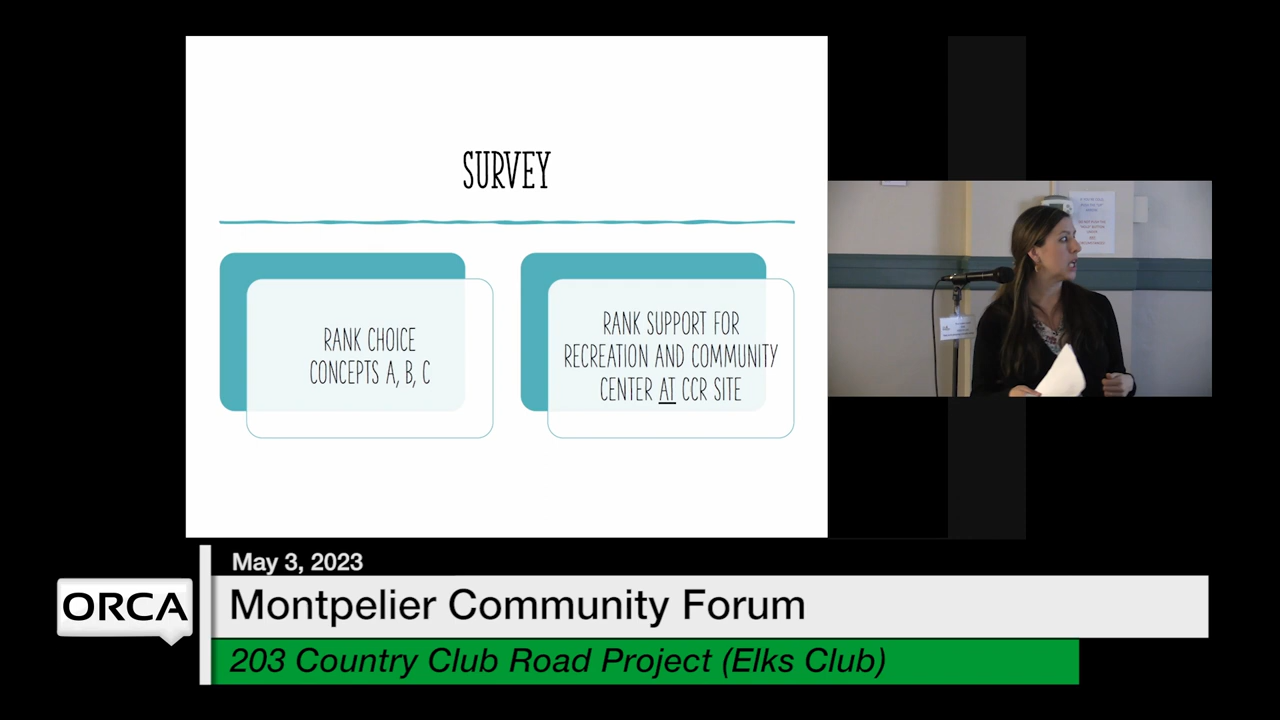 SURVEY
RANK CHOICE
CONCEPTS A, B, C
RANK SUPPORT FOR
RECREATION AND COMMUNITY
CENTER AT CCR SITE
May 3, 2023
ORCA
Montpelier Community Forum
203 Country Club Road Project (Elks Club)